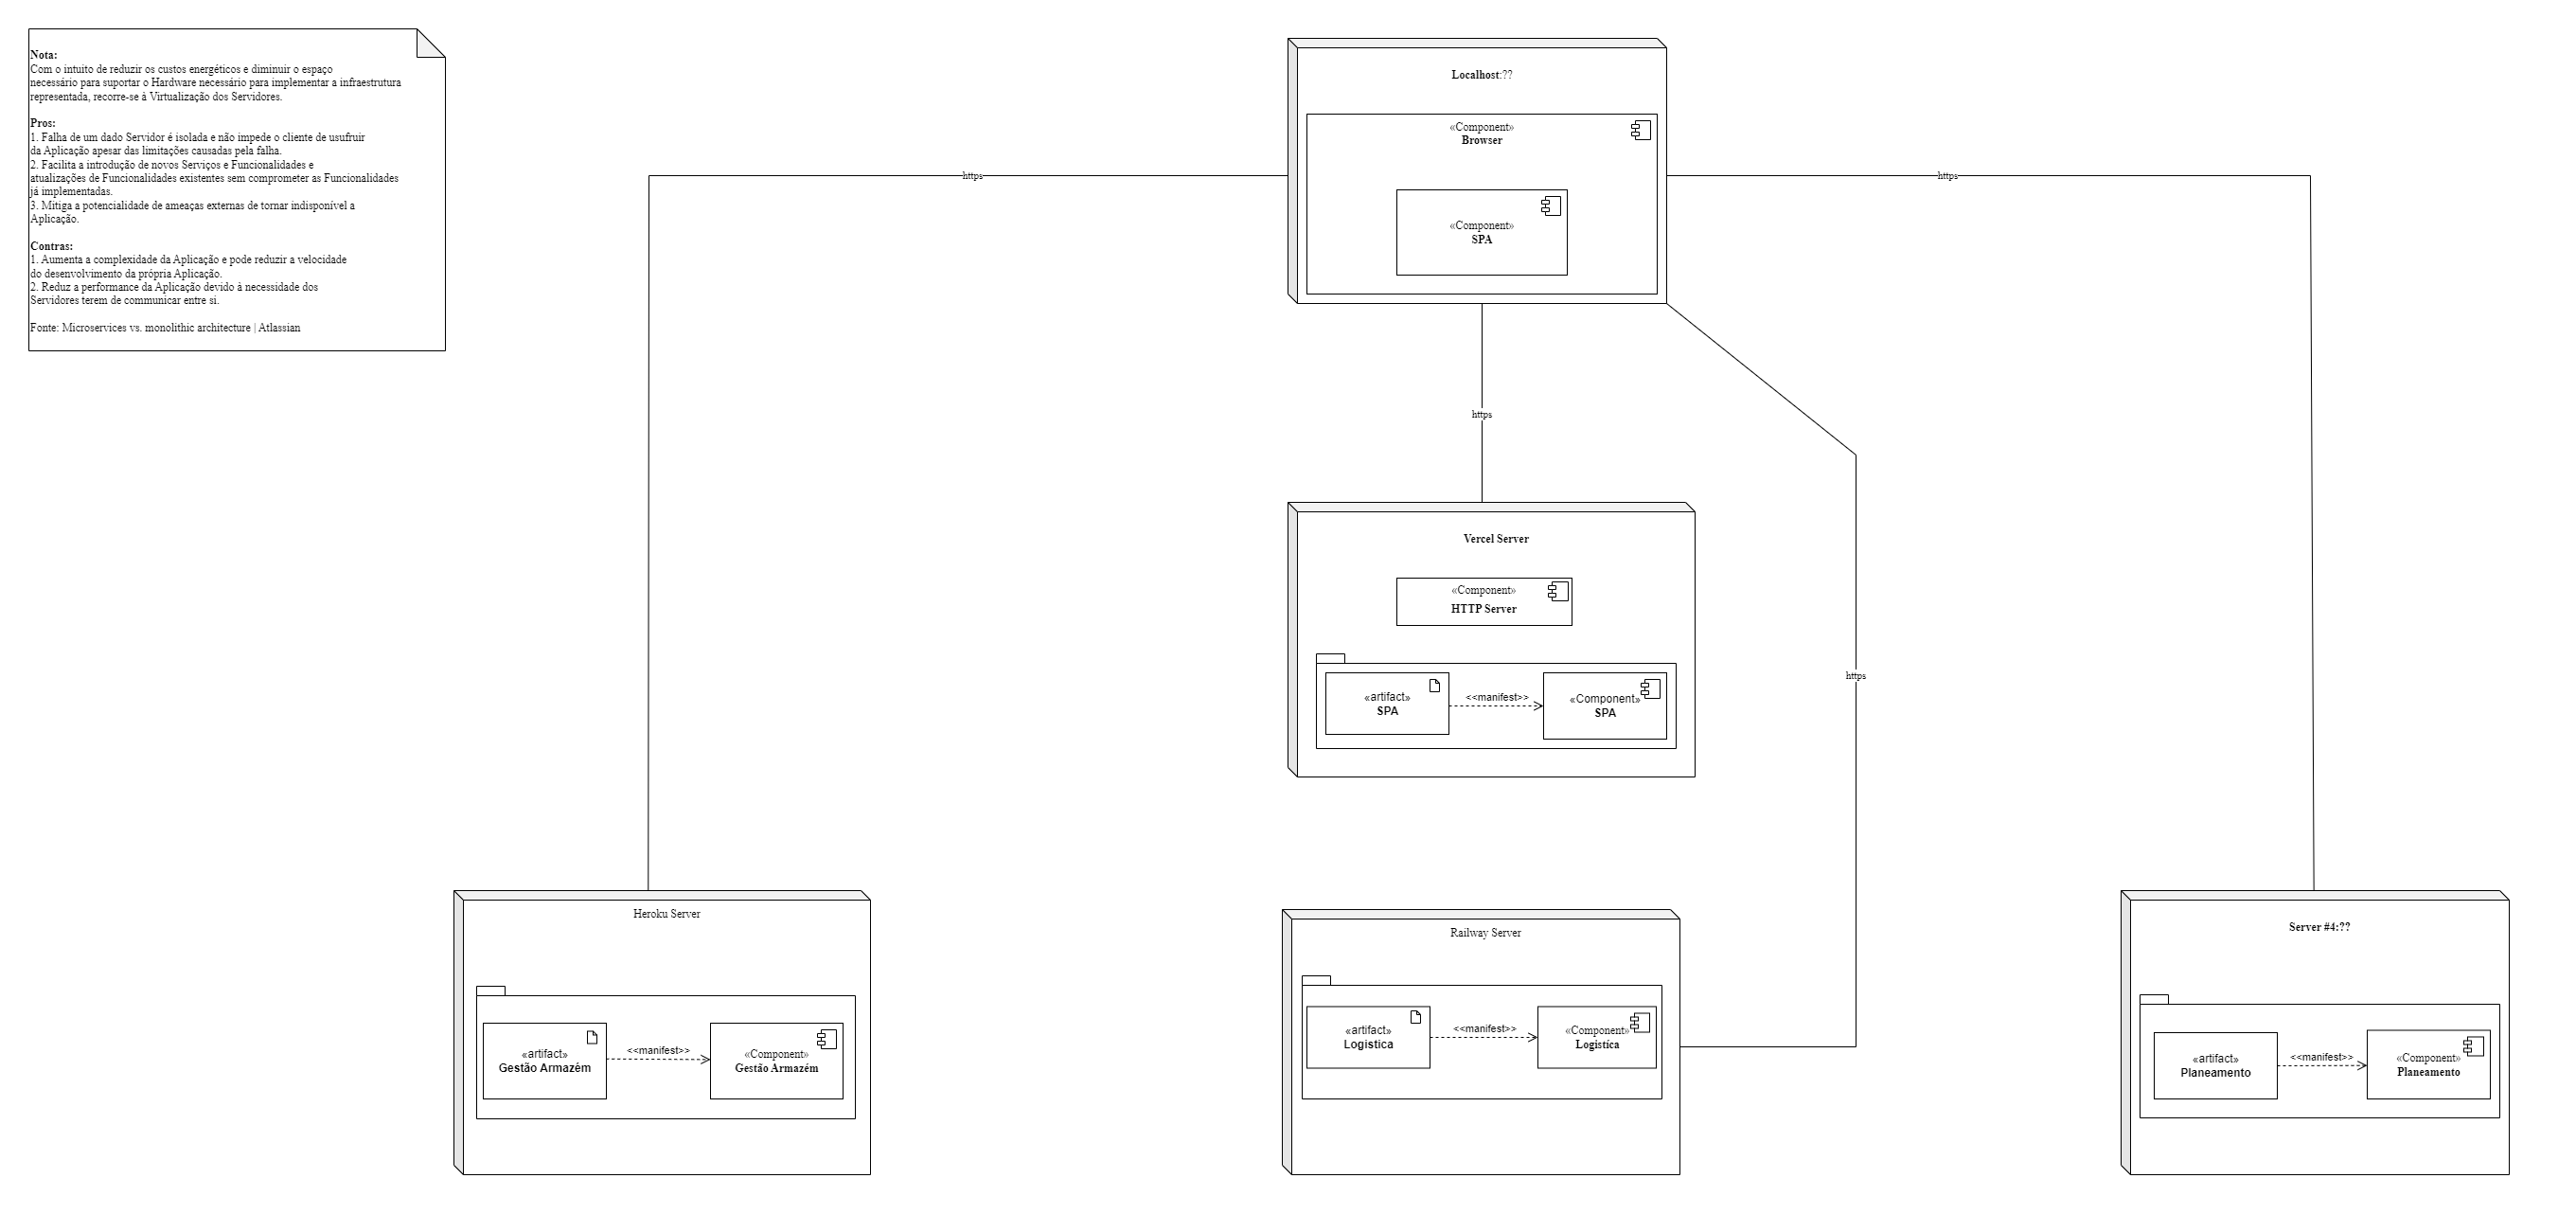 Nota:
Com o intuito de reduzir os custos energéticos e diminuir o espaço
necessário para suportar o Hardware necessário para implementar a infraestrutura
representada, recorre-se à Virtualização dos Servidores.
Pros:
1. Falha de um dado Servidor é isolada e não impede o cliente de usufruir
da Aplicação apesar das limitações causadas pela falha.
2. Facilita a introdução de novos Serviços e Funcionalidades e
atualizações de Funcionalidades existentes sem comprometer as Funcionalidades
já implementadas.
3. Mitiga a potencialidade de ameaças externas de tornar indisponível a
Aplicação.
Contras:
1. Aumenta a complexidade da Aplicação e pode reduzir a velocidade
do desenvolvimento da própria Aplicação.
2. Reduz a performance da Aplicação devido à necessidade dos
Servidores terem de communicar entre si.
Fonte: Microservices vs. monolithic architecture | Atlassian
Localhost:??
«Component»
Browser
«Component»
SPA
https
https
https
https
Vercel Server
«Component»
HTTP Server
«artifact»
SPA
<<manifest>>
«Component»
SPA
Heroku Server
«artifact»
Gestão Armazém
<<manifest>>
«Component»
Gestão Armazém
Railway Server
«artifact»
Logistica
<<manifest>>
«Component»
Logistíca
Server #4:??
«artifact»
Planeamento
<<manifest>>
«Component»
Planeamento